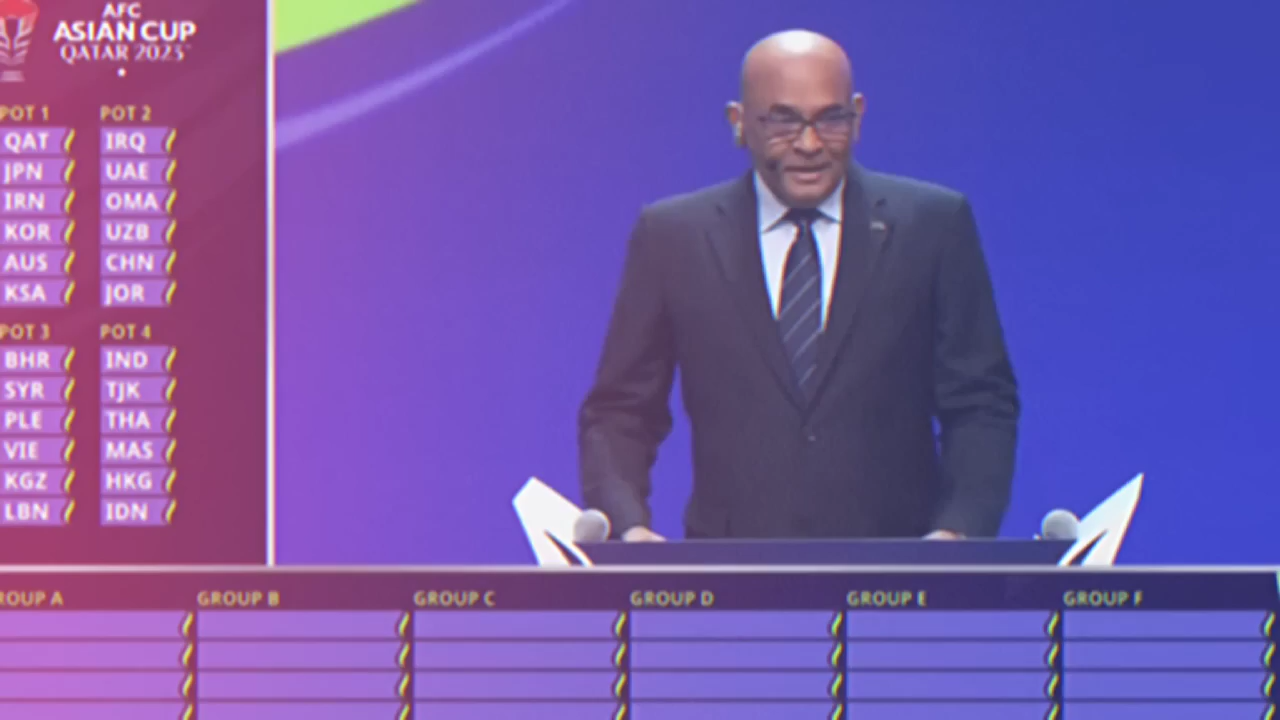 AFC
ASIAN CUP
QATAR 2023
POT 1
QAT
JPN
IRN
KOR
AUS
KSA
POT 2
IRQ
UAE
OMA
UZB
CHN
JOR
POT 3
BHR
SYR
PLE
VIE
KGZ
LBN
POT 4
IND
TJK
THA
MAS
HKG
IDN
ROUP A
GROUP B
GROUP C
GROUP D
GROUP E
GROUP F